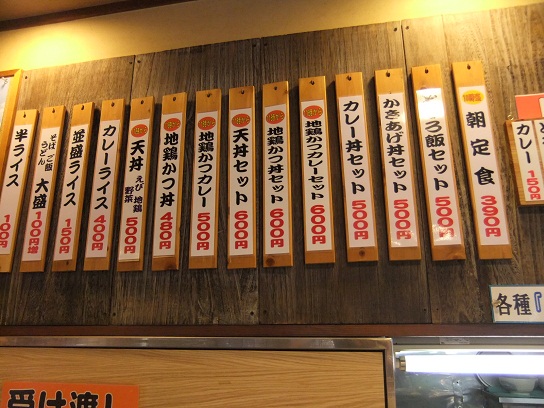 朝定食 390円
ろ飯セット 500円
かきあげ丼セット 500円
カレー丼セット 500円
地鶏かつカレーセット 600円
地鶏かつ丼セット 600円
天丼セット 600円
地鶏かつカレー 500円
地鶏かつ丼 480円
天丼 えび 地鶏 野菜 500円
カレーライス 400円
並盛ライス 150円
そば ご飯 うどん 大盛 100円増
半ライス 100円
カレー 150円
各種『
受け渡し